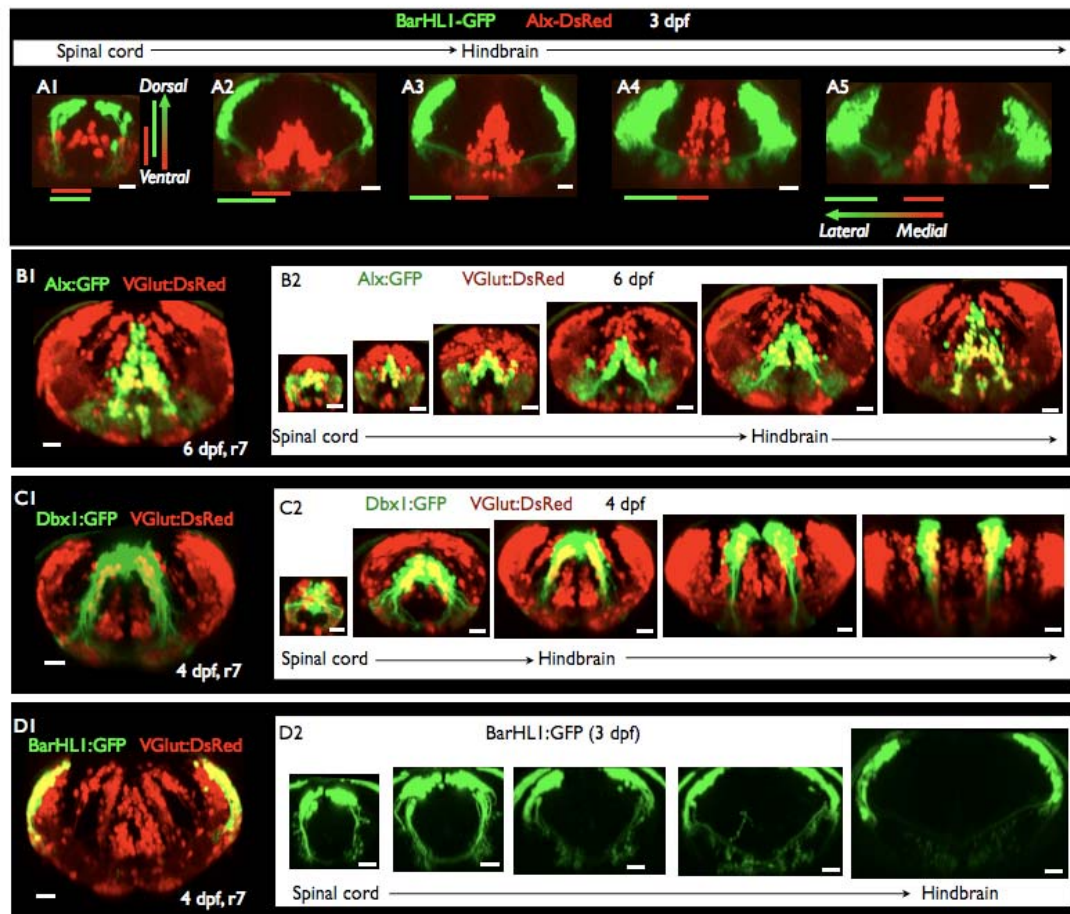 BarHL1-GFP Alx-DsRed 3 dpf
Spinal cord Hindbrain
A1 Dorsal A2 A3 A4 A5
Ventral
Lateral Medial
B1 Alx:GFP VGlut:DsRed
6 dpf, r7
B2 Alx:GFP VGlut:DsRed 6 dpf
Spinal cord Hindbrain
C1 Dbx1:GFP VGlut:DsRed
4 dpf, r7
C2 Dbx1:GFP VGlut:DsRed 4 dpf
Spinal cord Hindbrain
D1
BarHL1:GFP VGlut:DsRed
4 dpf, r7
D2 BarHL1:GFP (3 dpf)
Spinal cord Hindbrain